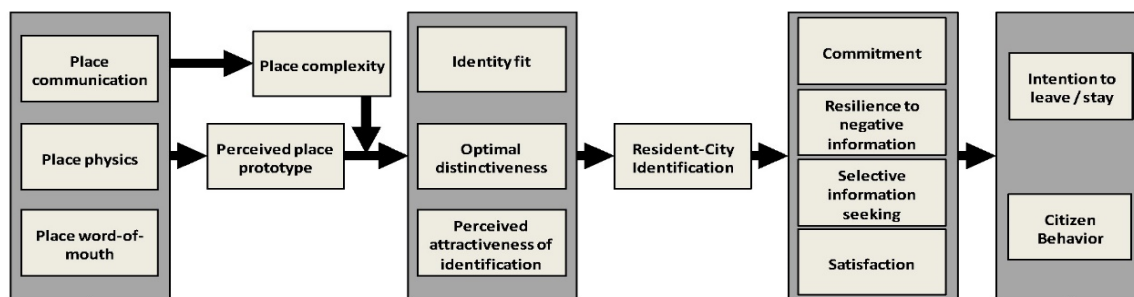 Place
communication
Place physics
Place word-of-
mouth
Place complexity
Perceived place
prototype
Identity fit
Optimal
distinctiveness
Perceived
attractiveness of
identification
Resident-City
Identification
Commitment
Resilience to
negative
information
Selective
information
seeking
Satisfaction
Intention to
leave / stay
Citizen
Behavior